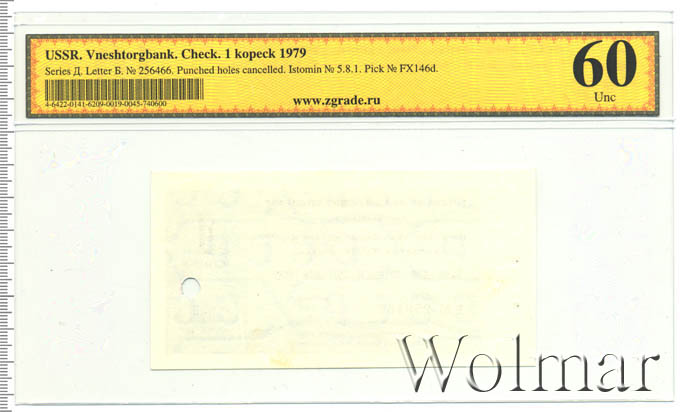 USSR. Vneshtorgbank. Check. 1 kopeck 1979
Series Д. Letter Б. № 256466. Punched holes cancelled. Istomin № 5.8.1. Pick № FX146d.
4-6422-0141-6209-0019-0045-740600
www.zgrade.ru
60
Unc
Wolmar